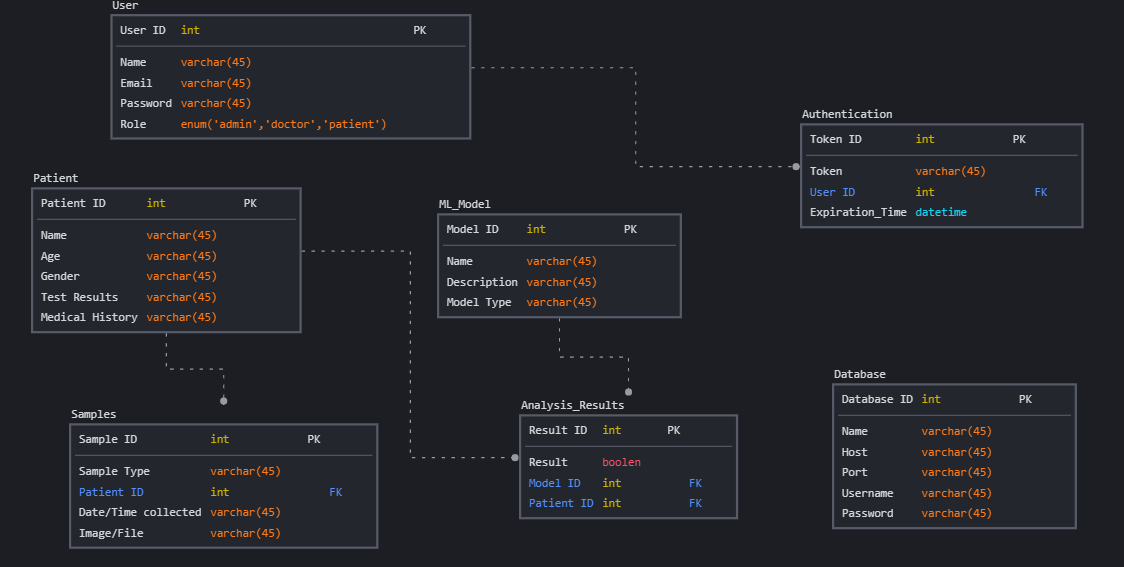 User
User ID int PK
Name varchar(45)
Email varchar(45)
Password varchar(45)
Role enum('admin','doctor','patient')
Authentication
Token ID int PK
Token varchar(45)
User ID int FK
Expiration_Time datetime
Patient
Patient ID int PK
Name varchar(45)
Age varchar(45)
Gender varchar(45)
Test Results varchar(45)
Medical History varchar(45)
ML_Model
Model ID int PK
Name varchar(45)
Description varchar(45)
Model Type varchar(45)
Samples
Sample ID int PK
Sample Type varchar(45)
Patient ID int FK
Date/Time collected varchar(45)
Image/File varchar(45)
Analysis_Results
Result ID int PK
Result boolen
Model ID int FK
Patient ID int FK
Database
Database ID int PK
Name varchar(45)
Host varchar(45)
Port varchar(45)
Username varchar(45)
Password varchar(45)